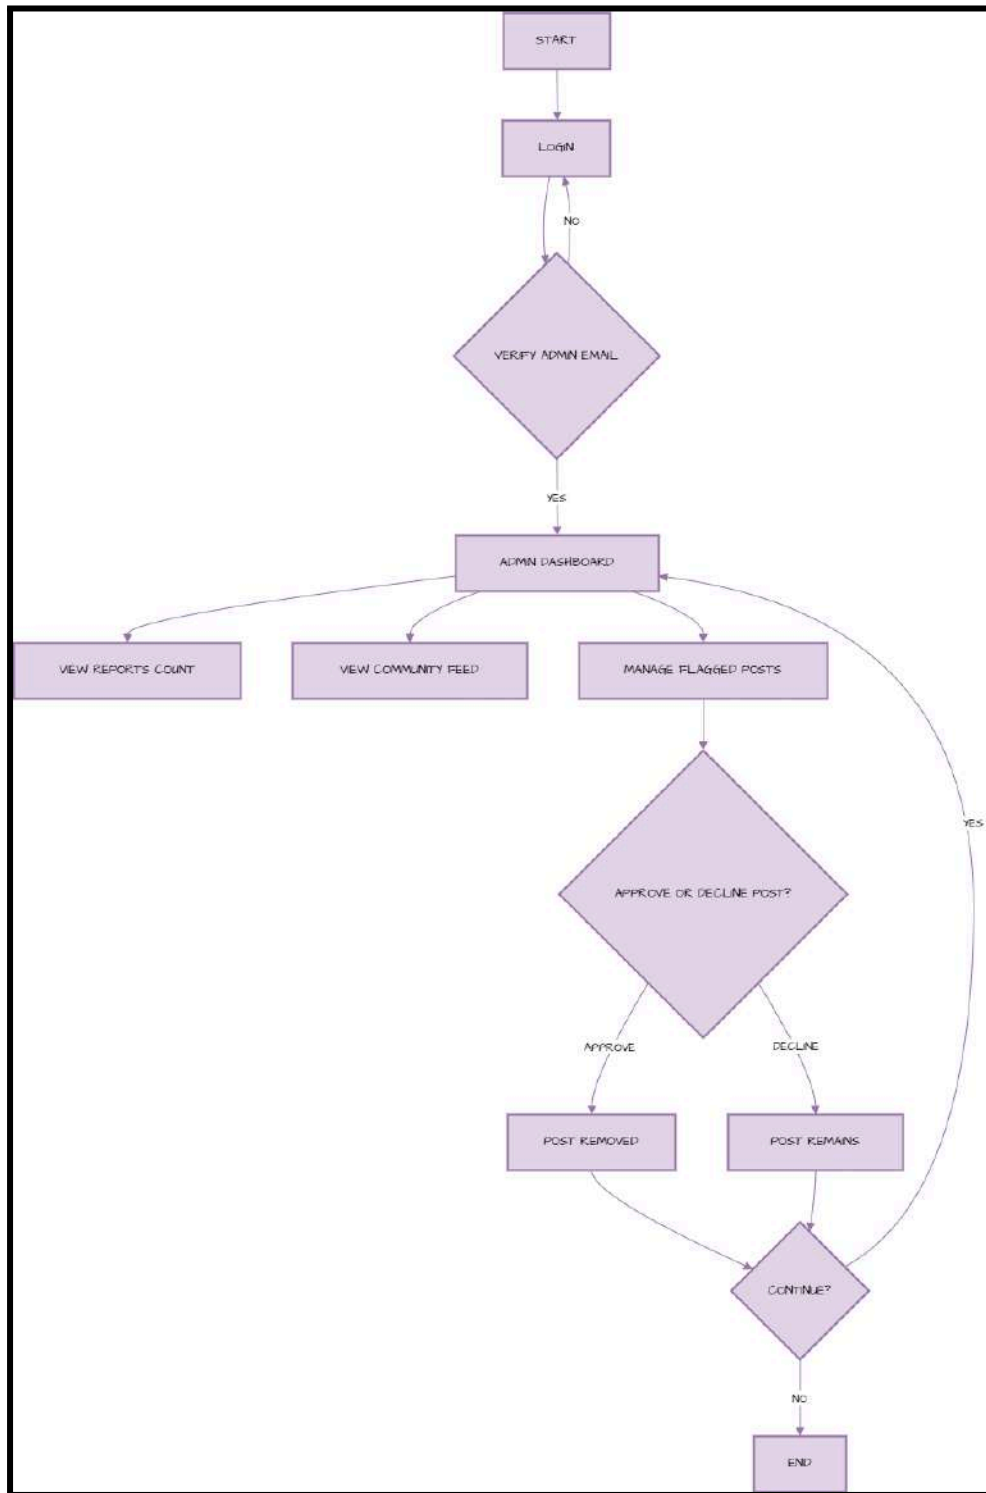 START
LOGIN
NO
VERIFY ADMIN EMAIL
YES
ADMIN DASHBOARD
VIEW REPORTS COUNT
VIEW COMMUNITY FEED
MANAGE FLAGGED POSTS
YES
APPROVE OR DECLINE POST?
APPROVE
DECLINE
POST REMOVED
POST REMAINS
CONTINUE?
NO
END